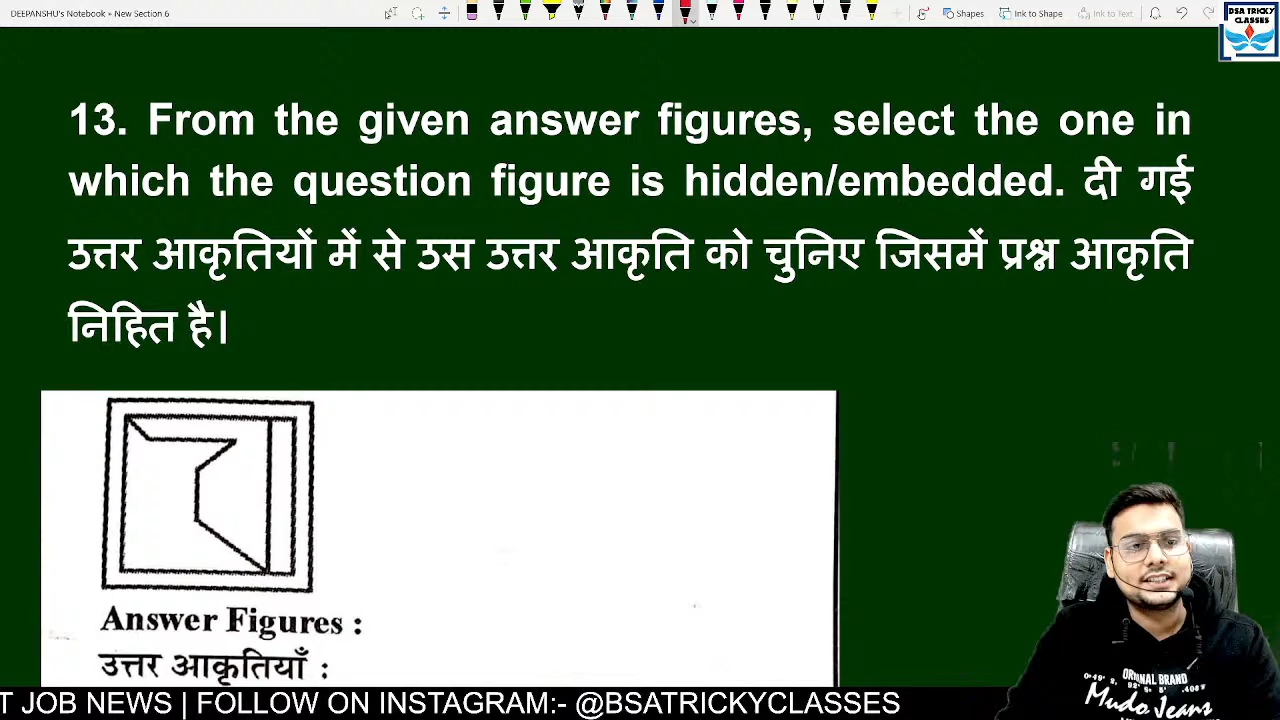 DEEPANSHU's Notebook » New Section 6
Shapes
Ink to Shape
Ink to Text
BSA TRICKY
CLASSES
13. From the given answer figures, select the one in
which the question figure is hidden/embedded. दी गई
उत्तर आकृतियों में से उस उत्तर आकृति को चुनिए जिसमें प्रश्न आकृति
निहित है।
Answer Figures :
उत्तर आकृतियाँ :
ORIGINAL BRAND
Mudo Jeans
T JOB NEWS | FOLLOW ON INSTAGRAM:- @BSATRICKYCLASSES